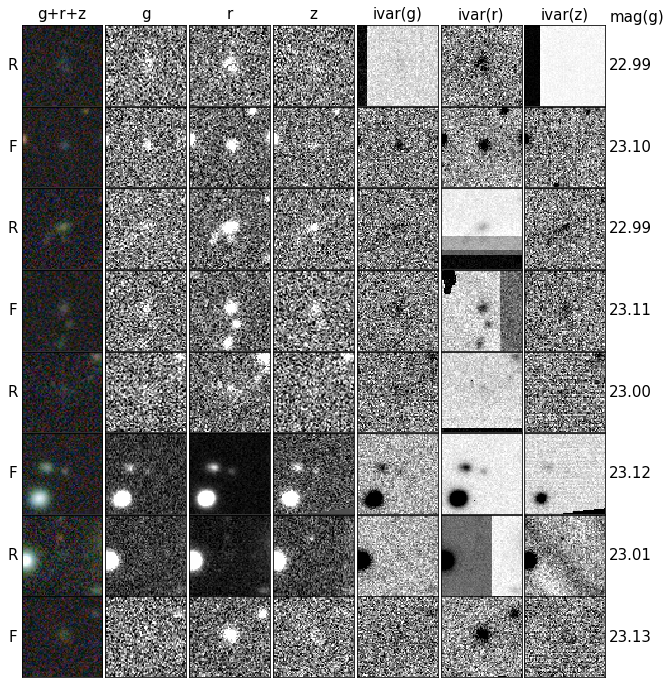 g+r+z g r z ivar(g) ivar(r) ivar(z) mag(g)
R 22.99
F 23.10
R 22.99
F 23.11
R 23.00
F 23.12
R 23.01
F 23.13